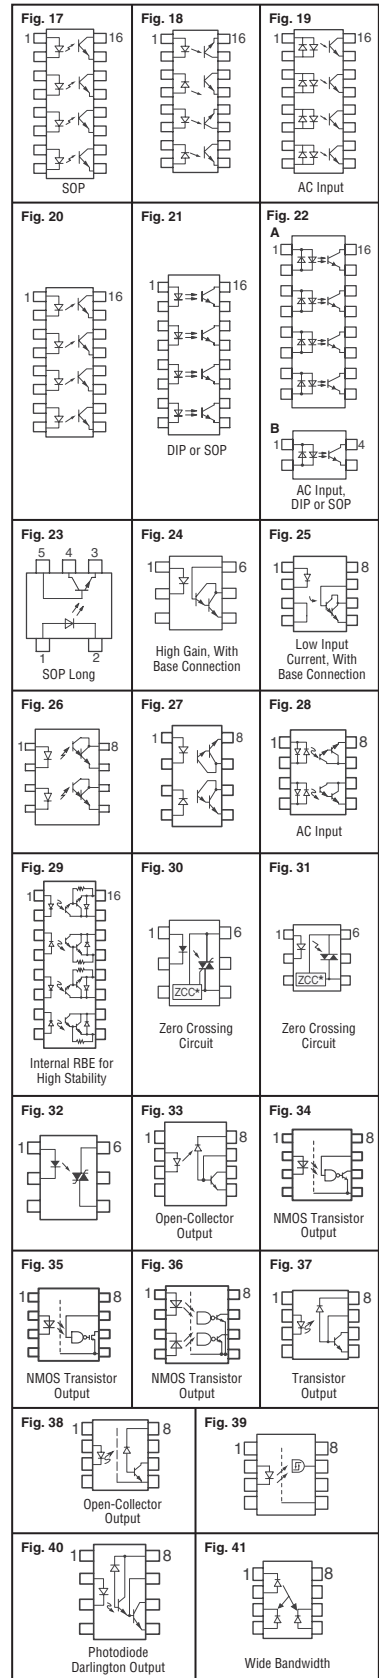 Fig. 17
1
16
SOP
Fig. 18
1
16
Fig. 19
1
16
AC Input
Fig. 20
1
16
Fig. 21
1
16
DIP or SOP
Fig. 22
A
1
16
B
1
4
AC Input,
DIP or SOP
Fig. 23
5 4 3
1 2
SOP Long
Fig. 24
1
6
High Gain, With
Base Connection
Fig. 25
1
8
Low Input
Current, With
Base Connection
Fig. 26
1
8
Fig. 27
1
8
Fig. 28
1
8
AC Input
Fig. 29
1
16
Internal RBE for
High Stability
Fig. 30
1
6
ZCC*
Zero Crossing
Circuit
Fig. 31
1
6
ZCC*
Zero Crossing
Circuit
Fig. 32
1
6
Fig. 33
1
8
Open-Collector
Output
Fig. 34
1
8
NMOS Transistor
Output
Fig. 35
1
8
NMOS Transistor
Output
Fig. 36
1
8
NMOS Transistor
Output
Fig. 37
1
8
Transistor
Output
Fig. 38
1
8
Open-Collector
Output
Fig. 39
1
8
Fig. 40
1
8
Photodiode
Darlington Output
Fig. 41
1
8
Wide Bandwidth